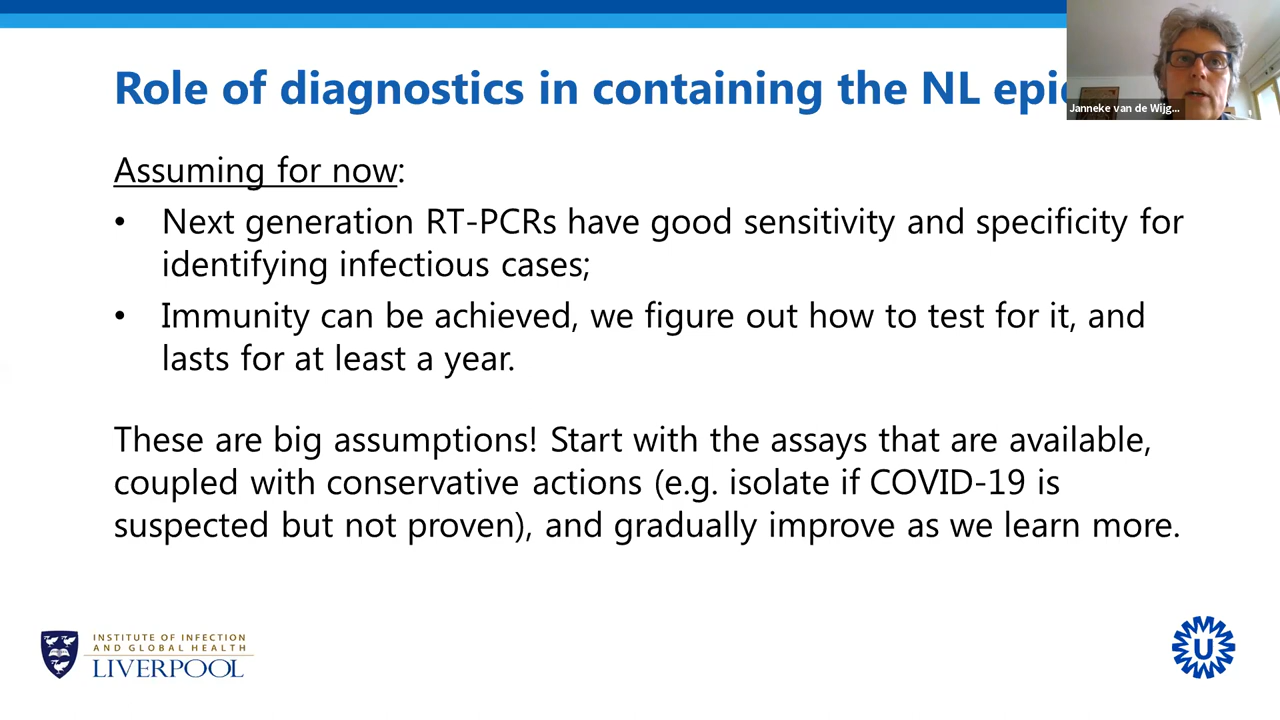 Role of diagnostics in containing the NL epi
Janneke van de Wijg...
Assuming for now:
• Next generation RT-PCRs have good sensitivity and specificity for
identifying infectious cases;
• Immunity can be achieved, we figure out how to test for it, and
lasts for at least a year.
These are big assumptions! Start with the assays that are available,
coupled with conservative actions (e.g. isolate if COVID-19 is
suspected but not proven), and gradually improve as we learn more.
INSTITUTE OF INFECTION
AND GLOBAL HEALTH
LIVERPOOL
U